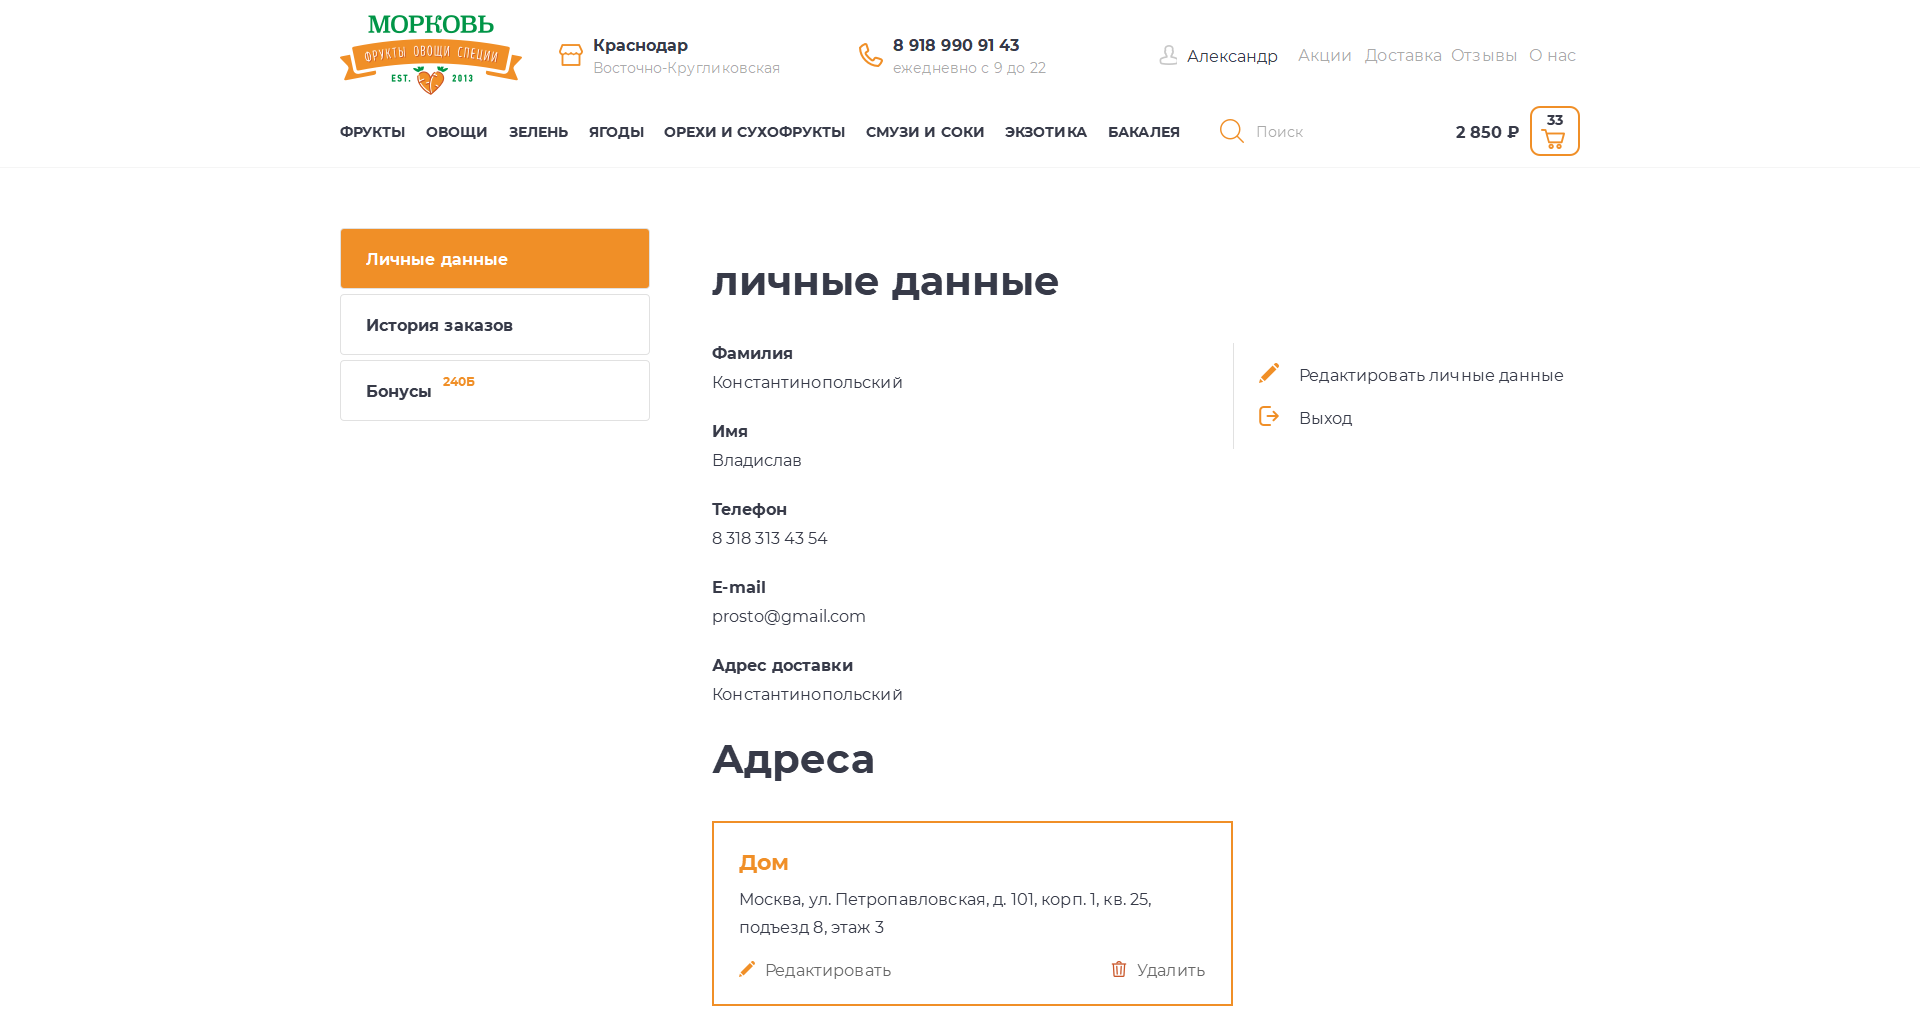 МОРКОВЬ
ФРУКТЫ ОВОЩИ СПЕЦИИ
EST. 2013
Краснодар
Восточно-Кругликовская
8 918 990 91 43
ежедневно с 9 до 22
Александр
Акции
Доставка
Отзывы
О нас
ФРУКТЫ
ОВОЩИ
ЗЕЛЕНЬ
ЯГОДЫ
ОРЕХИ И СУХОФРУКТЫ
СМУЗИ И СОКИ
ЭКЗОТИКА
БАКАЛЕЯ
Поиск
2 850 ₽
33
Личные данные
История заказов
Бонусы 240Б
личные данные
Фамилия
Константинопольский
Имя
Владислав
Телефон
8 318 313 43 54
E-mail
prosto@gmail.com
Адрес доставки
Константинопольский
Редактировать личные данные
Выход
Адреса
Дом
Москва, ул. Петропавловская, д. 101, корп. 1, кв. 25,
подъезд 8, этаж 3
Редактировать
Удалить